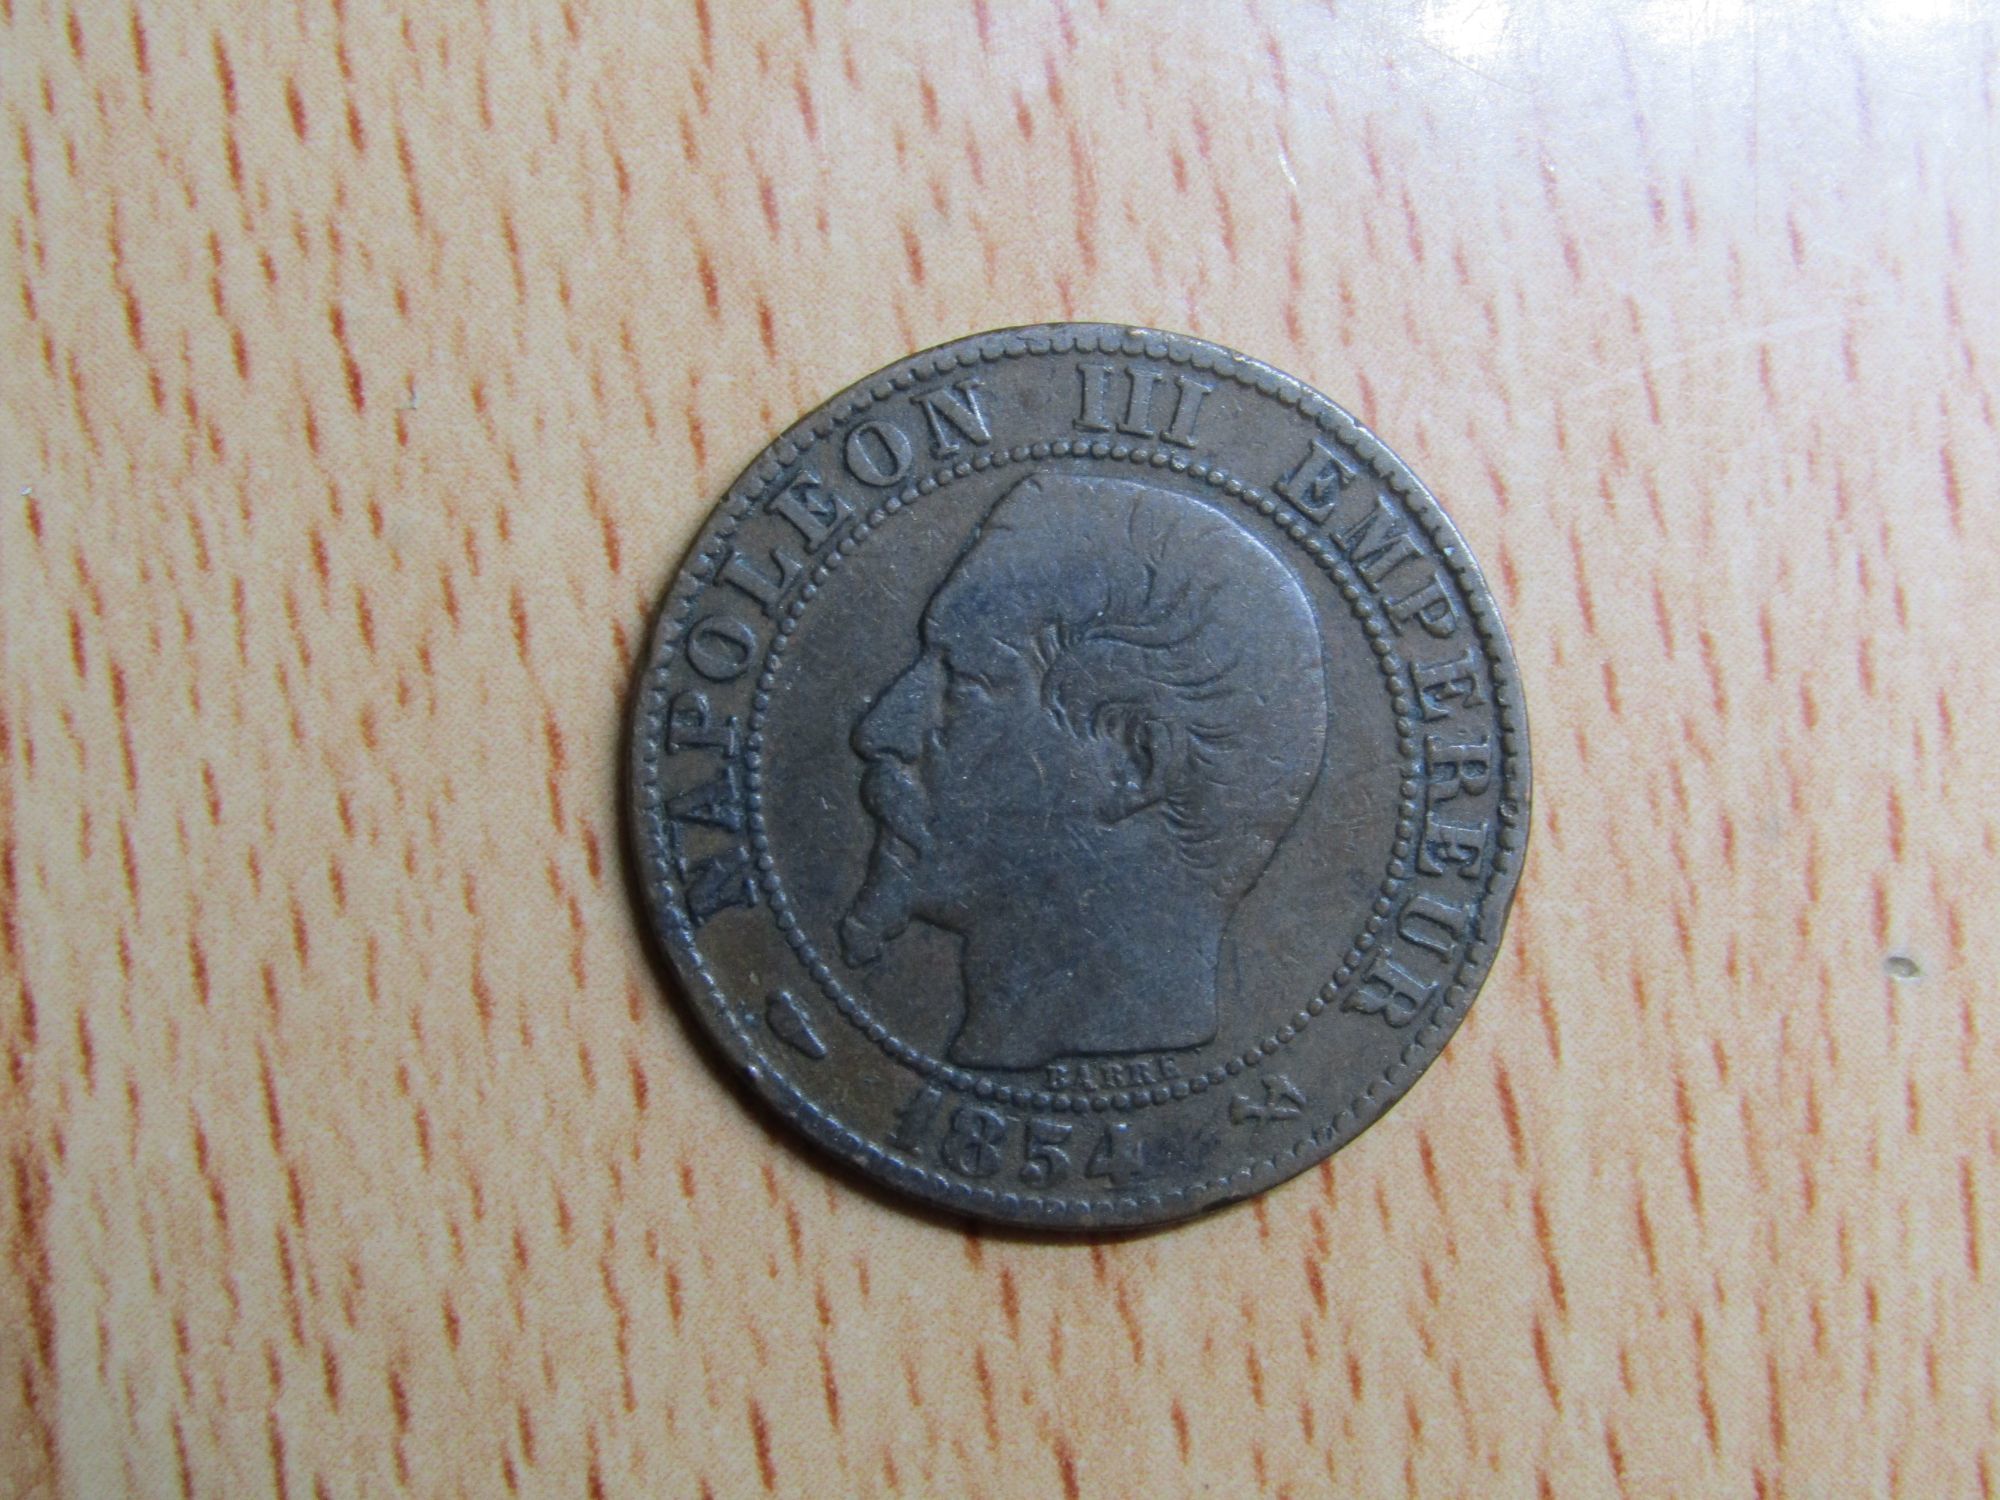 NAPOLEON III EMPEREUR
BARRE
1854